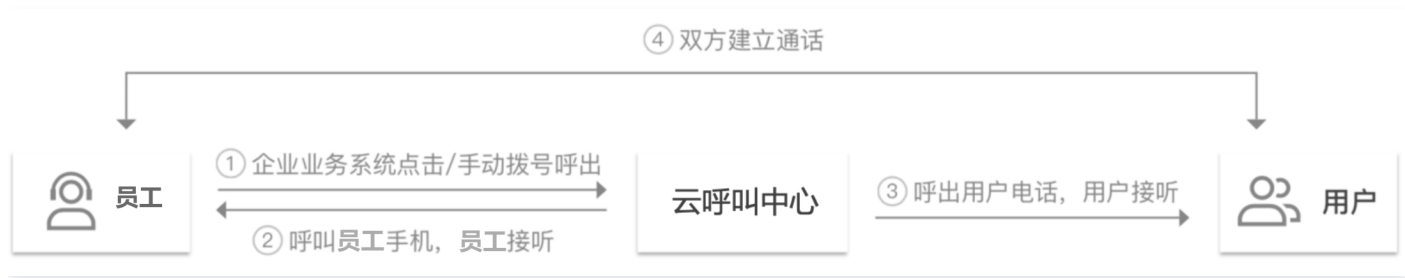 ④ 双方建立通话
① 企业业务系统点击/手动拨号呼出
员工
云呼叫中心
③ 呼出用户电话，用户接听
用户
② 呼叫员工手机，员工接听